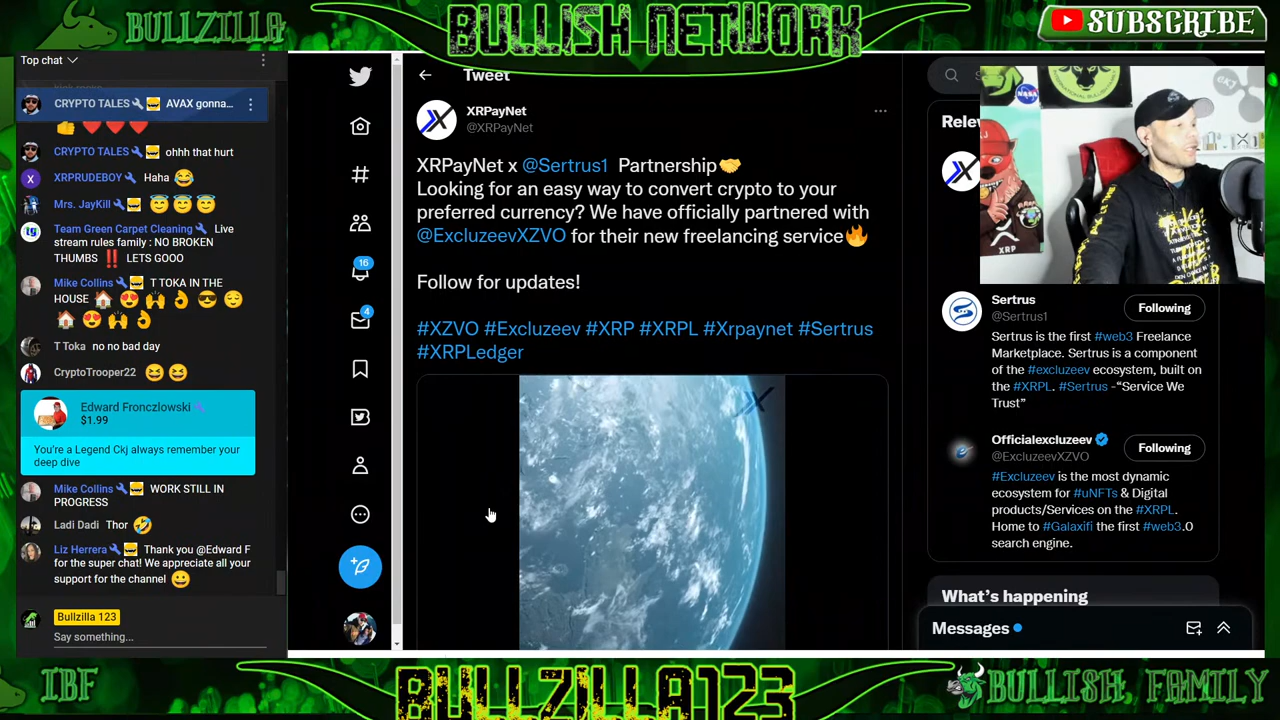 BULLZILLA
BULLISH NETWORK
SUBSCRIBE
Top chat
CRYPTO TALES AVAX gonna...
CRYPTO TALES ohhh that hurt
X
XRPRUDEBOY Haha
Mrs. JayKill
Team Green Carpet Cleaning Live
stream rules family : NO BROKEN
THUMBS ‼️ LETS GOOO
Mike Collins T TOKA IN THE
HOUSE
T Toka no no bad day
CryptoTrooper22
Edward Fronczlowski
$1.99
You're a Legend Ckj always remember your
deep dive
Mike Collins WORK STILL IN
PROGRESS
Ladi Dadi Thor 🤣
Liz Herrera Thank you @Edward F
for the super chat! We appreciate all your
support for the channel 😀
Bullzilla 123
Say something...
16
4
Tweet
XRPayNet
@XRPayNet
XRPayNet x @Sertrus1 Partnership🤝
Looking for an easy way to convert crypto to your
preferred currency? We have officially partnered with
@ExcluzeevXZVO for their new freelancing service🔥
Follow for updates!
#XZVO #Excluzeev #XRP #XRPL #Xrpaynet #Sertrus
#XRPLedger
S
Rele
NASA
XRP
Sertrus
@Sertrus1
Following
Sertrus is the first #web3 Freelance
Marketplace. Sertrus is a component
of the #excluzeev ecosystem, built on
the #XRPL. #Sertrus -“Service We
Trust”
Officialexcluzeev
@ExcluzeevXZVO
Following
#Excluzeev is the most dynamic
ecosystem for #uNFTs & Digital
products/Services on the #XRPL.
Home to #Galaxifi the first #web3.0
search engine.
What's happening
Messages
IBF
BULLZILLA123
BULLISH FAMILY